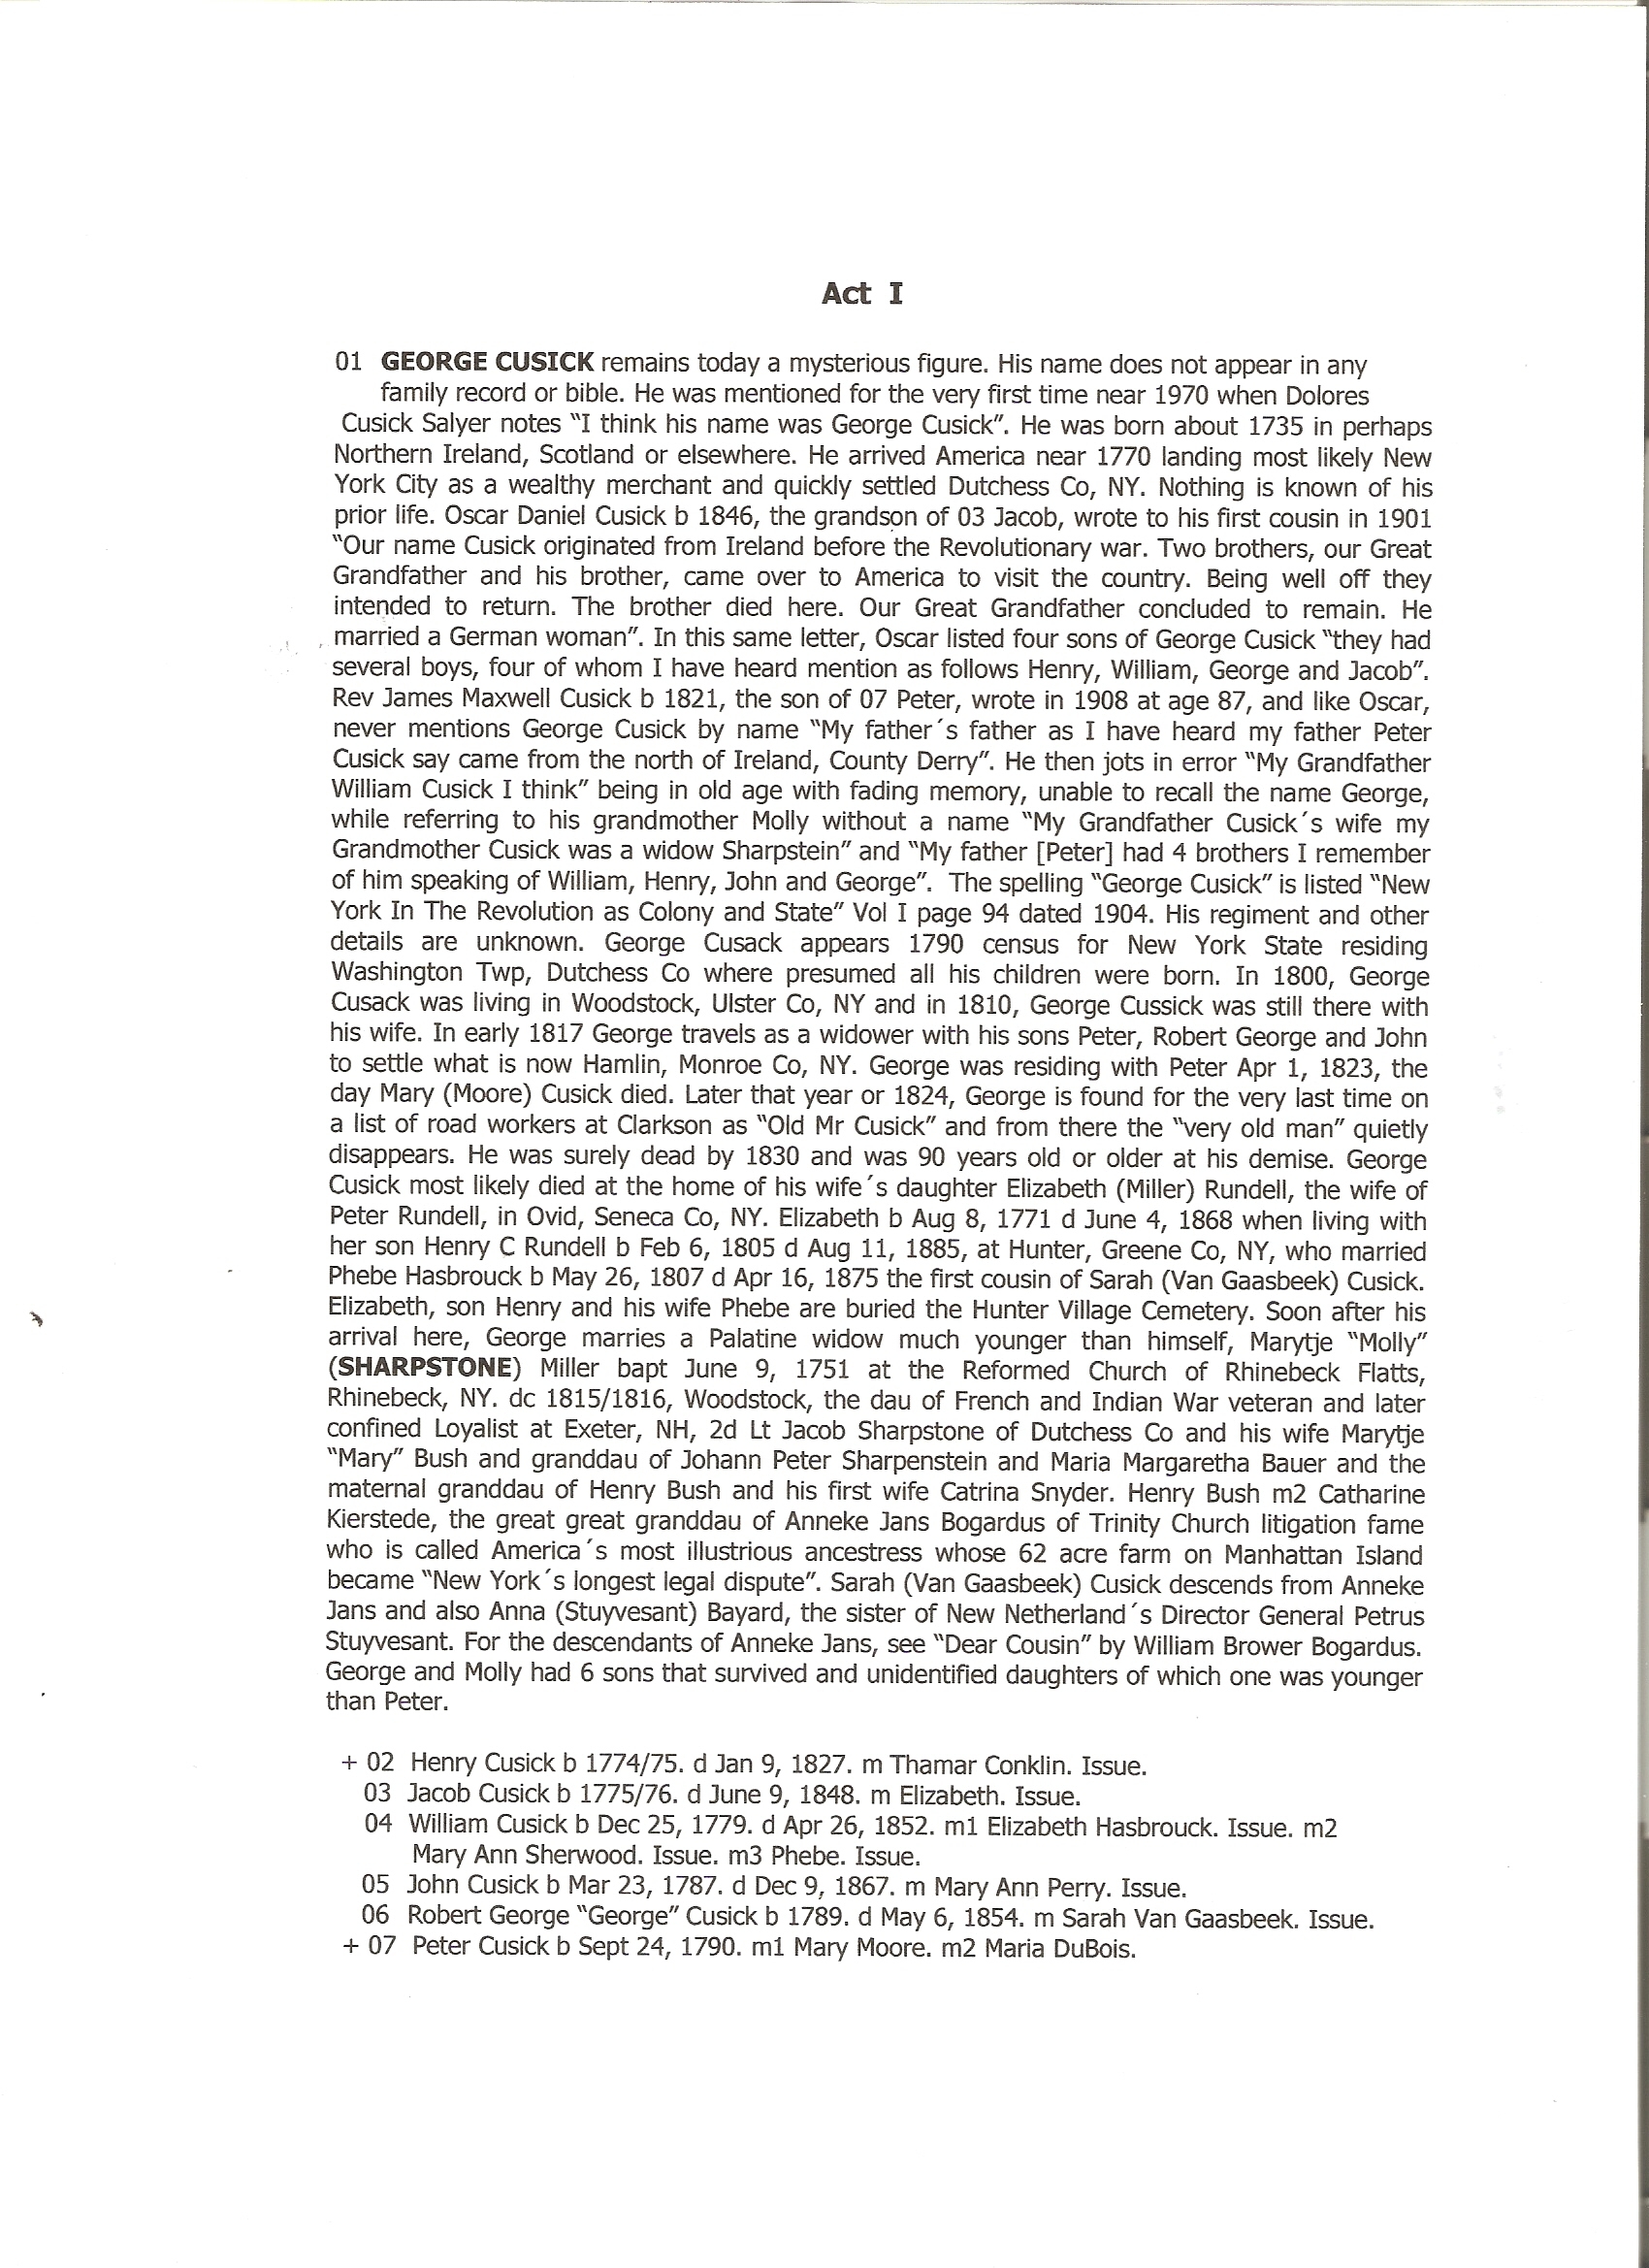 Act I
01 GEORGE CUSICK remains today a mysterious figure. His name does not appear in any
family record or bible. He was mentioned for the very first time near 1970 when Dolores
Cusick Salyer notes “I think his name was George Cusick”. He was born about 1735 in perhaps
Northern Ireland, Scotland or elsewhere. He arrived America near 1770 landing most likely New
York City as a wealthy merchant and quickly settled Dutchess Co, NY. Nothing is known of his
prior life. Oscar Daniel Cusick b 1846, the grandson of 03 Jacob, wrote to his first cousin in 1901
“Our name Cusick originated from Ireland before the Revolutionary war. Two brothers, our Great
Grandfather and his brother, came over to America to visit the country. Being well off they
intended to return. The brother died here. Our Great Grandfather concluded to remain. He
married a German woman”. In this same letter, Oscar listed four sons of George Cusick “they had
several boys, four of whom I have heard mention as follows Henry, William, George and Jacob”.
Rev James Maxwell Cusick b 1821, the son of 07 Peter, wrote in 1908 at age 87, and like Oscar,
never mentions George Cusick by name “My father´s father as I have heard my father Peter
Cusick say came from the north of Ireland, County Derry”. He then jots in error “My Grandfather
William Cusick I think” being in old age with fading memory, unable to recall the name George,
while referring to his grandmother Molly without a name “My Grandfather Cusick´s wife my
Grandmother Cusick was a widow Sharpstein” and “My father [Peter] had 4 brothers I remember
of him speaking of William, Henry, John and George”. The spelling “George Cusick” is listed “New
York In The Revolution as Colony and State” Vol I page 94 dated 1904. His regiment and other
details are unknown. George Cusack appears 1790 census for New York State residing
Washington Twp, Dutchess Co where presumed all his children were born. In 1800, George
Cusack was living in Woodstock, Ulster Co, NY and in 1810, George Cussick was still there with
his wife. In early 1817 George travels as a widower with his sons Peter, Robert George and John
to settle what is now Hamlin, Monroe Co, NY. George was residing with Peter Apr 1, 1823, the
day Mary (Moore) Cusick died. Later that year or 1824, George is found for the very last time on
a list of road workers at Clarkson as “Old Mr Cusick” and from there the “very old man” quietly
disappears. He was surely dead by 1830 and was 90 years old or older at his demise. George
Cusick most likely died at the home of his wife´s daughter Elizabeth (Miller) Rundell, the wife of
Peter Rundell, in Ovid, Seneca Co, NY. Elizabeth b Aug 8, 1771 d June 4, 1868 when living with
her son Henry C Rundell b Feb 6, 1805 d Aug 11, 1885, at Hunter, Greene Co, NY, who married
Phebe Hasbrouck b May 26, 1807 d Apr 16, 1875 the first cousin of Sarah (Van Gaasbeek) Cusick.
Elizabeth, son Henry and his wife Phebe are buried the Hunter Village Cemetery. Soon after his
arrival here, George marries a Palatine widow much younger than himself, Marytje “Molly”
(SHARPSTONE) Miller bapt June 9, 1751 at the Reformed Church of Rhinebeck Flatts,
Rhinebeck, NY. dc 1815/1816, Woodstock, the dau of French and Indian War veteran and later
confined Loyalist at Exeter, NH, 2d Lt Jacob Sharpstone of Dutchess Co and his wife Marytje
“Mary” Bush and granddau of Johann Peter Sharpenstein and Maria Margaretha Bauer and the
maternal granddau of Henry Bush and his first wife Catrina Snyder. Henry Bush m2 Catharine
Kierstede, the great great granddau of Anneke Jans Bogardus of Trinity Church litigation fame
who is called America´s most illustrious ancestress whose 62 acre farm on Manhattan Island
became “New York´s longest legal dispute”. Sarah (Van Gaasbeek) Cusick descends from Anneke
Jans and also Anna (Stuyvesant) Bayard, the sister of New Netherland´s Director General Petrus
Stuyvesant. For the descendants of Anneke Jans, see “Dear Cousin” by William Brower Bogardus.
George and Molly had 6 sons that survived and unidentified daughters of which one was younger
than Peter.
+ 02 Henry Cusick b 1774/75. d Jan 9, 1827. m Thamar Conklin. Issue.
03 Jacob Cusick b 1775/76. d June 9, 1848. m Elizabeth. Issue.
04 William Cusick b Dec 25, 1779. d Apr 26, 1852. m1 Elizabeth Hasbrouck. Issue. m2
Mary Ann Sherwood. Issue. m3 Phebe. Issue.
05 John Cusick b Mar 23, 1787. d Dec 9, 1867. m Mary Ann Perry. Issue.
06 Robert George “George” Cusick b 1789. d May 6, 1854. m Sarah Van Gaasbeek. Issue.
+ 07 Peter Cusick b Sept 24, 1790. m1 Mary Moore. m2 Maria DuBois.